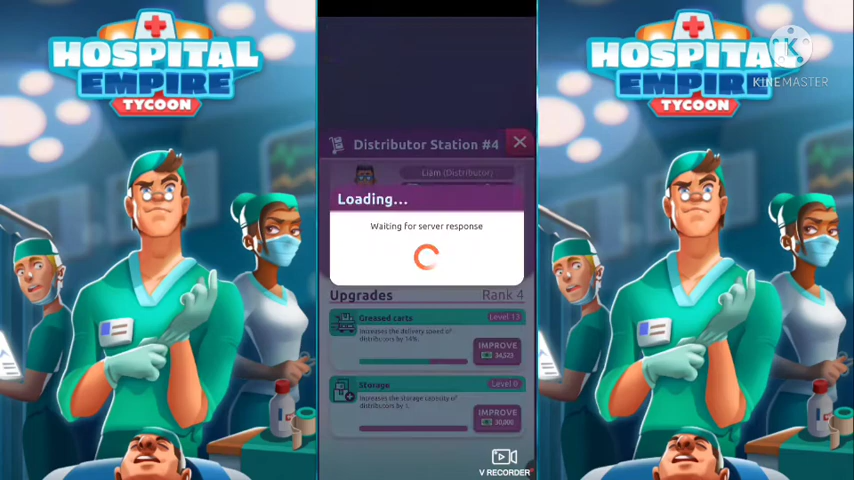 HOSPITAL
EMPIRE
TYCOON
Distributor Station #4
Liam (Distributor)
Loading...
Waiting for server response
Upgrades
Rank 4
Greased carts
Level 13
Increases the delivery speed of
distributors by 14%.
IMPROVE
34,523
Storage
Level 0
Increases the storage capacity of
distributors by 1.
IMPROVE
30,000
V RECORDER
HOSPITAL
EMPIRE
TYCOON
K
KINEMASTER